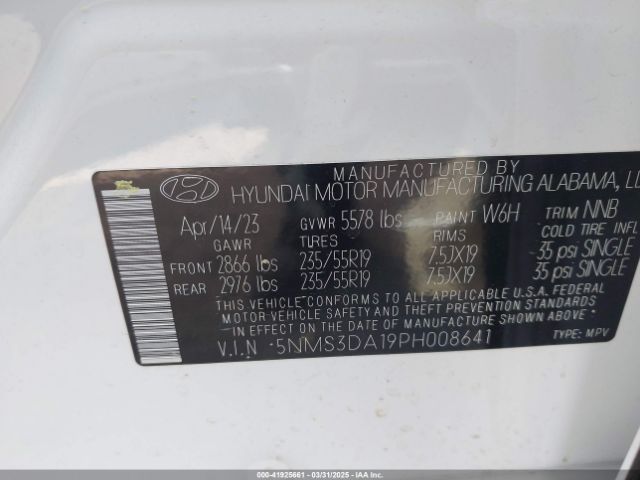 MANUFACTURED BY
HYUNDAI MOTOR MANUFACTURING ALABAMA,
Apr/14/23 GVWR 5578 lbs PAINT W6H TRIM NNB
GAWR TIRES RIMS COLD TIRE INFL
FRONT 2866 lbs 235/55R19 7.5JX19 35 psi SINGLE
REAR 2976 lbs 235/55R19 7.5JX19 35 psi SINGLE
THIS VEHICLE CONFORMS TO ALL APPLICABLE U.S.A. FEDERAL
MOTOR VEHICLE SAFETY AND THEFT PREVENTION STANDARDS
IN EFFECT ON THE DATE OF MANUFACTURE SHOWN ABOVE.
V.I.N 5NMS3DA19PH008641 TYPE: MPV
000-41925661 | 03/31/2025 - Copart, Inc.